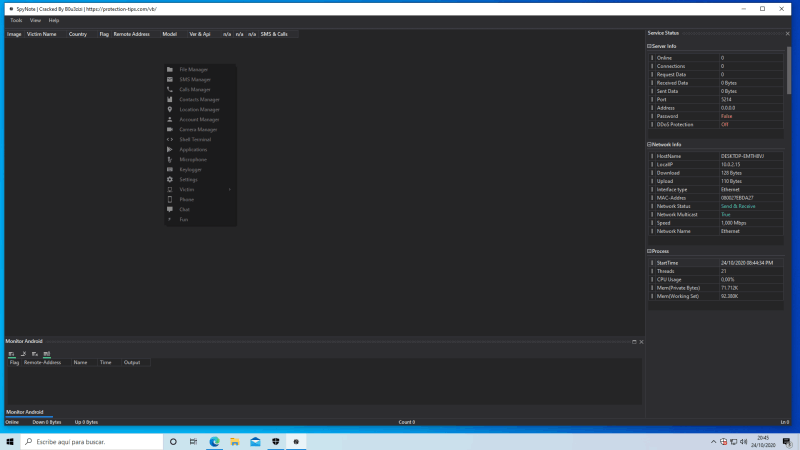 SpyNote | Cracked By B0u3zizi | https://protection-tips.com/vb/
Tools View Help
Image Victim Name Country Flag Remote Address Model Ver & Api n/a n/a n/a SMS & Calls
File Manager
SMS Manager
Calls Manager
Contacts Manager
Location Manager
Account Manager
Camera Manager
Shell Terminal
Applications
Microphone
Keylogger
Settings
Victim
Phone
Chat
Fun
Service Status
Server Info
Online 0
Connections 0
Request Data 0
Received Data 0 Bytes
Sent Data 0 Bytes
Port 5214
Address 0.0.0.0
Password False
DDoS Protection Off
Network Info
HostName
LocalIP 10.0.2.15
Download 128 Bytes
Upload 110 Bytes
Interface type Ethernet
MAC-Address 080027EBDA27
Network Status Send & Receive
Network Multicast True
Speed 1,000 Mbps
Network Name Ethernet
Process
StartTime 24/10/2020 08:44:34 PM
Threads 21
CPU Usage 0,00%
Mem(Private Bytes) 71.712K
Mem(Working Set) 92.388K
Monitor Android
Flag Remote-Address Name Time Output
Monitor Android
Online Down 0 Bytes Up 0 Bytes Count 0 Ln 0
Escribe aquí para buscar.
20:45
24/10/2020